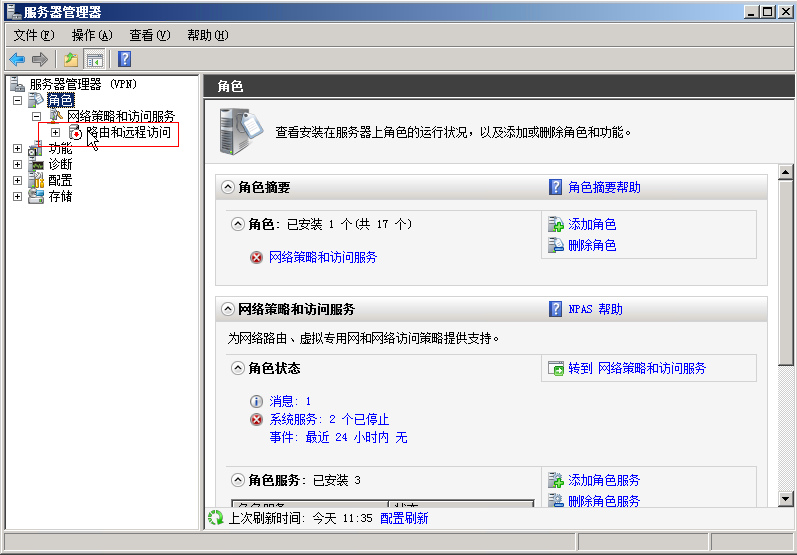 服务器管理器
文件(F) 操作(A) 查看(V) 帮助(H)
服务器管理器 (VPN)
角色
网络策略和访问服务
路由和远程访问
功能
诊断
配置
存储
角色
查看安装在服务器上角色的运行状况，以及添加或删除角色和功能。
角色摘要
角色摘要帮助
角色: 已安装 1 个(共 17 个)
添加角色
删除角色
网络策略和访问服务
网络策略和访问服务
NPAS 帮助
为网络路由、虚拟专用网和网络访问策略提供支持。
角色状态
转到 网络策略和访问服务
消息: 1
系统服务: 2 个已停止
事件: 最近 24 小时内 无
角色服务: 已安装 3
添加角色服务
删除角色服务
角色服务 状态
上次刷新时间: 今天 11:35 配置刷新